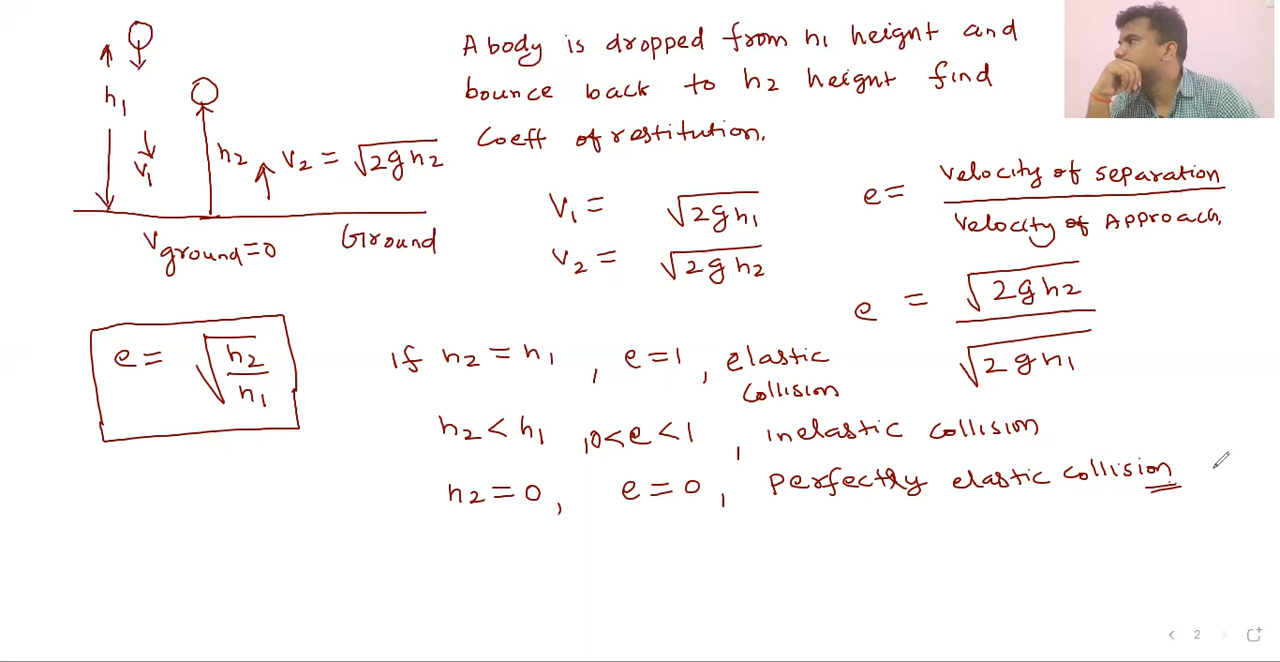 A body is dropped from h1 height and
bounce back to h2 height find
coeff of restitution.
h1
v1
h2
v2 = √2gh2
Vground=0
Ground
v1 = √2gh1
v2 = √2gh2
e = Velocity of separation / Velocity of Approach.
e = √2gh2 / √2gh1
e = √h2/h1
if h2 = h1, e=1, elastic
collision
h2 < h1, 0<e<1, inelastic collision
h2=0, e=0, Perfectly elastic collision
2